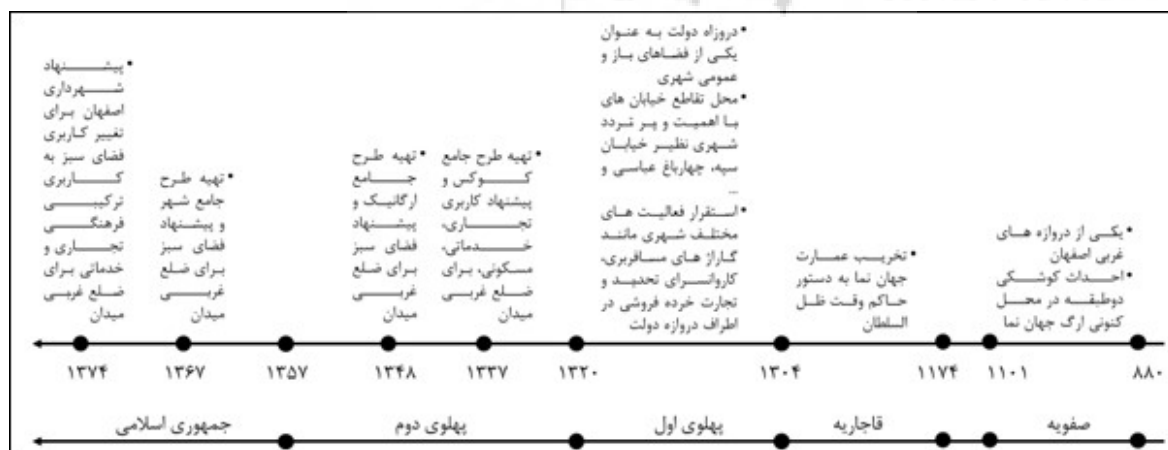 •یکی از دروازه های
غربی اصفهان
•احداث کوشکی
دوطبقه در محل
کنونی ارگ جهان نما
•تخریب عمارت
جهان نما به دستور
حاکم وقت ظل
السلطان
•دروزاه دولت به عنوان
یکی از فضاهای باز و
عمومی شهری
•محل تقاطع خیابان های
با اهمیت و پر تردد
شهری نظیر خیابان
سپه، چهارباغ عباسی و
...
•استقرار فعالیت های
مختلف شهری مانند
گاراژ های مسافربری،
کاروانسرای تحدید و
تجارت خرده فروشی در
اطراف دروازه دولت
•تهیه طرح جامع
کوکس و
پیشنهاد کاربری
تجاری،
خدماتی،
مسکونی، برای
ضلع غربی
میدان
•تهیه طرح
جامع
ارگانیک و
پیشنهاد
فضای سبز
برای ضلع
غربی
میدان
•تهیه طرح
جامع شهر
و پیشنهاد
فضای سبز
برای ضلع
غربی
میدان
•پیشنهاد
شهرداری
اصفهان برای
تغییر کاربری
فضای سبز به
کاربری
ترکیبی
فرهنگی
تجاری و
خدماتی برای
ضلع غربی
میدان
۸۸۰ ۱۱۰۱ ۱۱۷۴ ۱۳۰۴ ۱۳۲۰ ۱۳۳۷ ۱۳۴۸ ۱۳۵۷ ۱۳۶۷ ۱۳۷۴
صفویه قاجاریه پهلوی اول پهلوی دوم جمهوری اسلامی